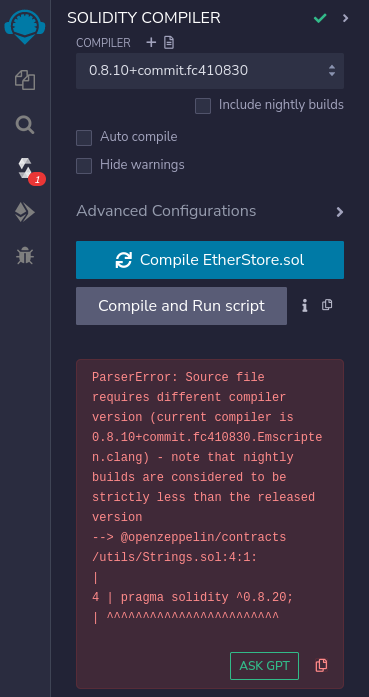 SOLIDITY COMPILER
COMPILER
0.8.10+commit.fc410830
Include nightly builds
Auto compile
Hide warnings
1
Advanced Configurations
Compile EtherStore.sol
Compile and Run script
ParserError: Source file
requires different compiler
version (current compiler is
0.8.10+commit.fc410830.Emscripte
n.clang) - note that nightly
builds are considered to be
strictly less than the released
version
--> @openzeppelin/contracts
/utils/Strings.sol:4:1:
|
4 | pragma solidity ^0.8.20;
| ^^^^^^^^^^^^^^^^^^^^^^^^
ASK GPT